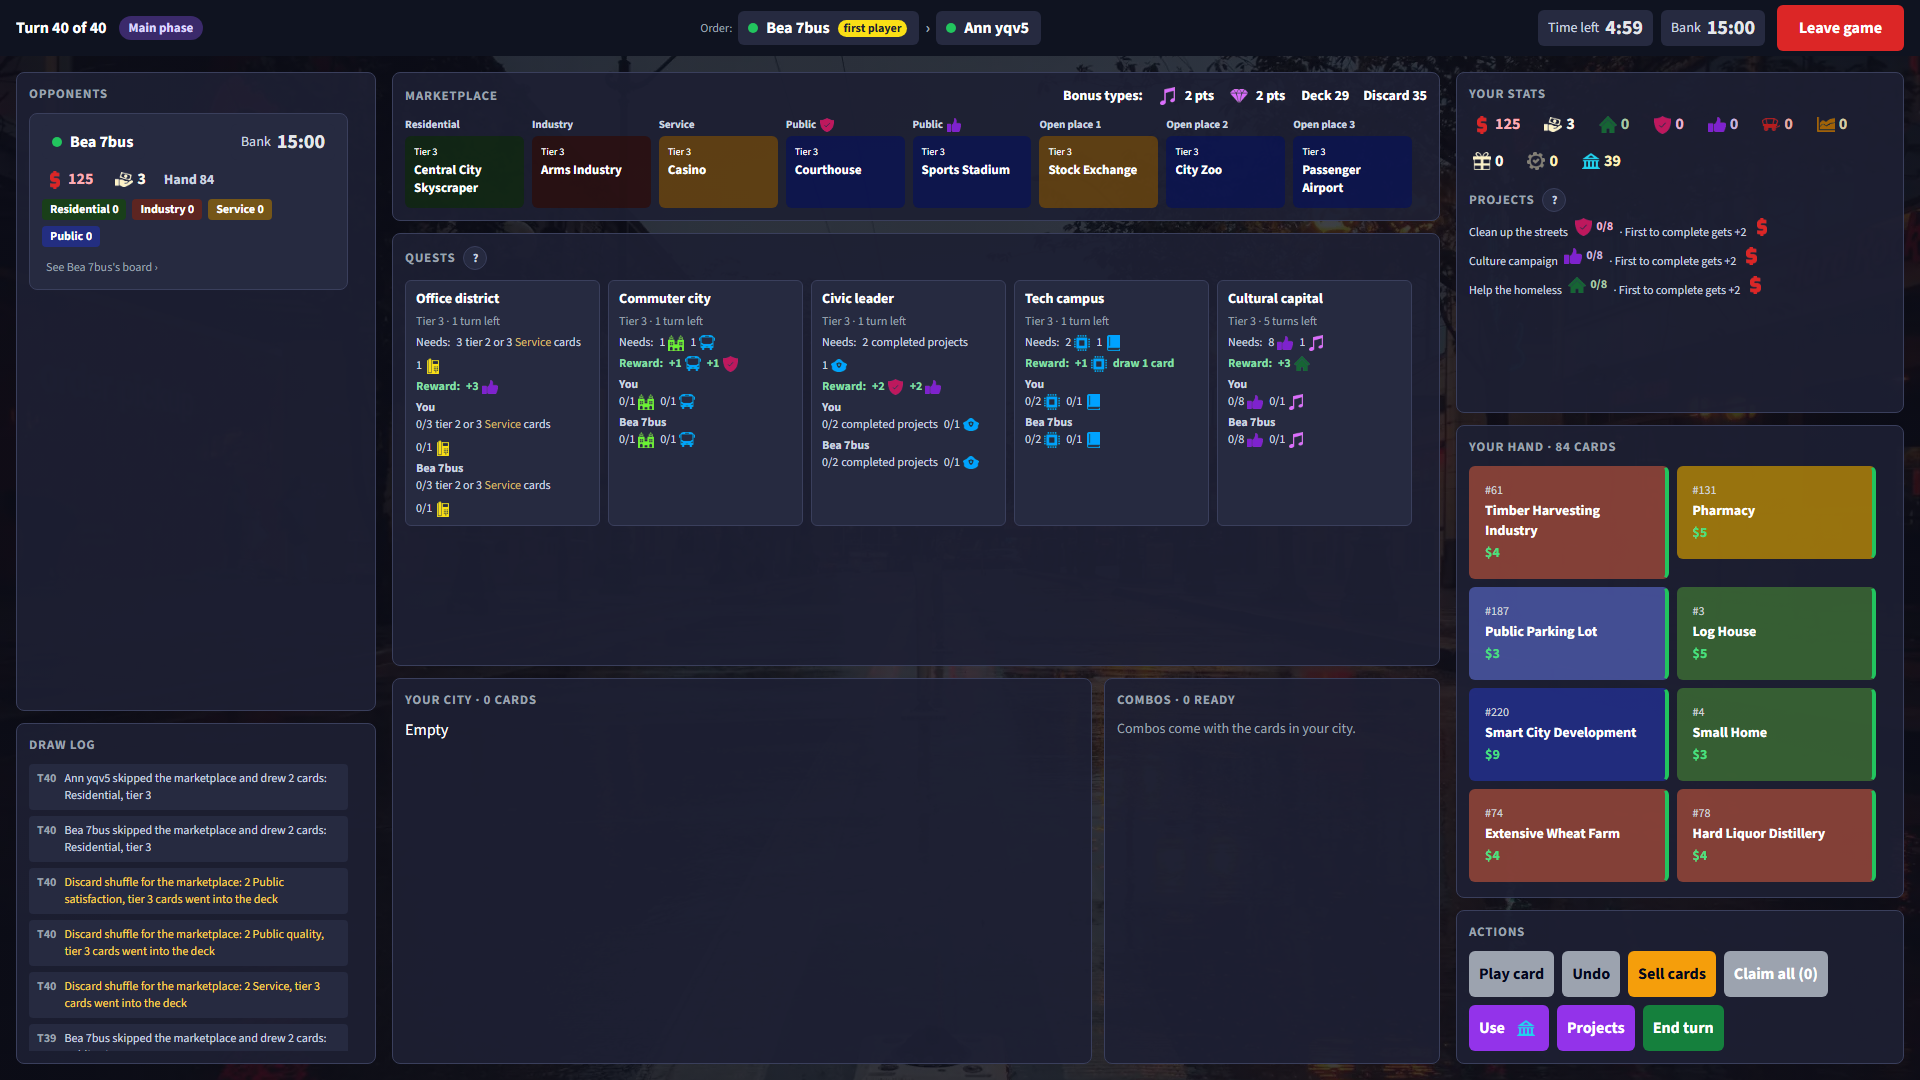 Turn 40 of 40 Main phase
Order: Bea 7bus first player › Ann yqv5
Time left 4:59 Bank 15:00 Leave game
OPPONENTS
Bea 7bus Bank 15:00
125 3 Hand 84
Residential 0 Industry 0 Service 0
Public 0
See Bea 7bus's board ›
DRAW LOG
T40 Ann yqv5 skipped the marketplace and drew 2 cards:
Residential, tier 3
T40 Bea 7bus skipped the marketplace and drew 2 cards:
Residential, tier 3
T40 Discard shuffle for the marketplace: 2 Public
satisfaction, tier 3 cards went into the deck
T40 Discard shuffle for the marketplace: 2 Public quality,
tier 3 cards went into the deck
T40 Discard shuffle for the marketplace: 2 Service, tier 3
cards went into the deck
T39 Bea 7bus skipped the marketplace and drew 2 cards:
MARKETPLACE
Bonus types: 2 pts 2 pts Deck 29 Discard 35
Residential Industry Service Public Public Open place 1 Open place 2 Open place 3
Tier 3
Central City
Skyscraper
Tier 3
Arms Industry
Tier 3
Casino
Tier 3
Courthouse
Tier 3
Sports Stadium
Tier 3
Stock Exchange
Tier 3
City Zoo
Tier 3
Passenger
Airport
QUESTS ?
Office district
Tier 3 · 1 turn left
Needs: 3 tier 2 or 3 Service cards
1
Reward: +3
You
0/3 tier 2 or 3 Service cards
0/1
Bea 7bus
0/3 tier 2 or 3 Service cards
0/1
Commuter city
Tier 3 · 1 turn left
Needs: 1 1
Reward: +1 +1
You
0/1 0/1
Bea 7bus
0/1 0/1
Civic leader
Tier 3 · 1 turn left
Needs: 2 completed projects
1
Reward: +2 +2
You
0/2 completed projects 0/1
Bea 7bus
0/2 completed projects 0/1
Tech campus
Tier 3 · 1 turn left
Needs: 2 1
Reward: +1 draw 1 card
You
0/2 0/1
Bea 7bus
0/2 0/1
Cultural capital
Tier 3 · 5 turns left
Needs: 8 1
Reward: +3
You
0/8 0/1
Bea 7bus
0/8 0/1
YOUR CITY · 0 CARDS
Empty
COMBOS · 0 READY
Combos come with the cards in your city.
YOUR STATS
125 3 0 0 0 0 0
0 0 39
PROJECTS ?
Clean up the streets 0/8 · First to complete gets +2
Culture campaign 0/8 · First to complete gets +2
Help the homeless 0/8 · First to complete gets +2
YOUR HAND · 84 CARDS
#61
Timber Harvesting
Industry
$4
#131
Pharmacy
$5
#187
Public Parking Lot
$3
#3
Log House
$5
#220
Smart City Development
$9
#4
Small Home
$3
#74
Extensive Wheat Farm
$4
#78
Hard Liquor Distillery
$4
ACTIONS
Play card Undo Sell cards Claim all (0)
Use Projects End turn